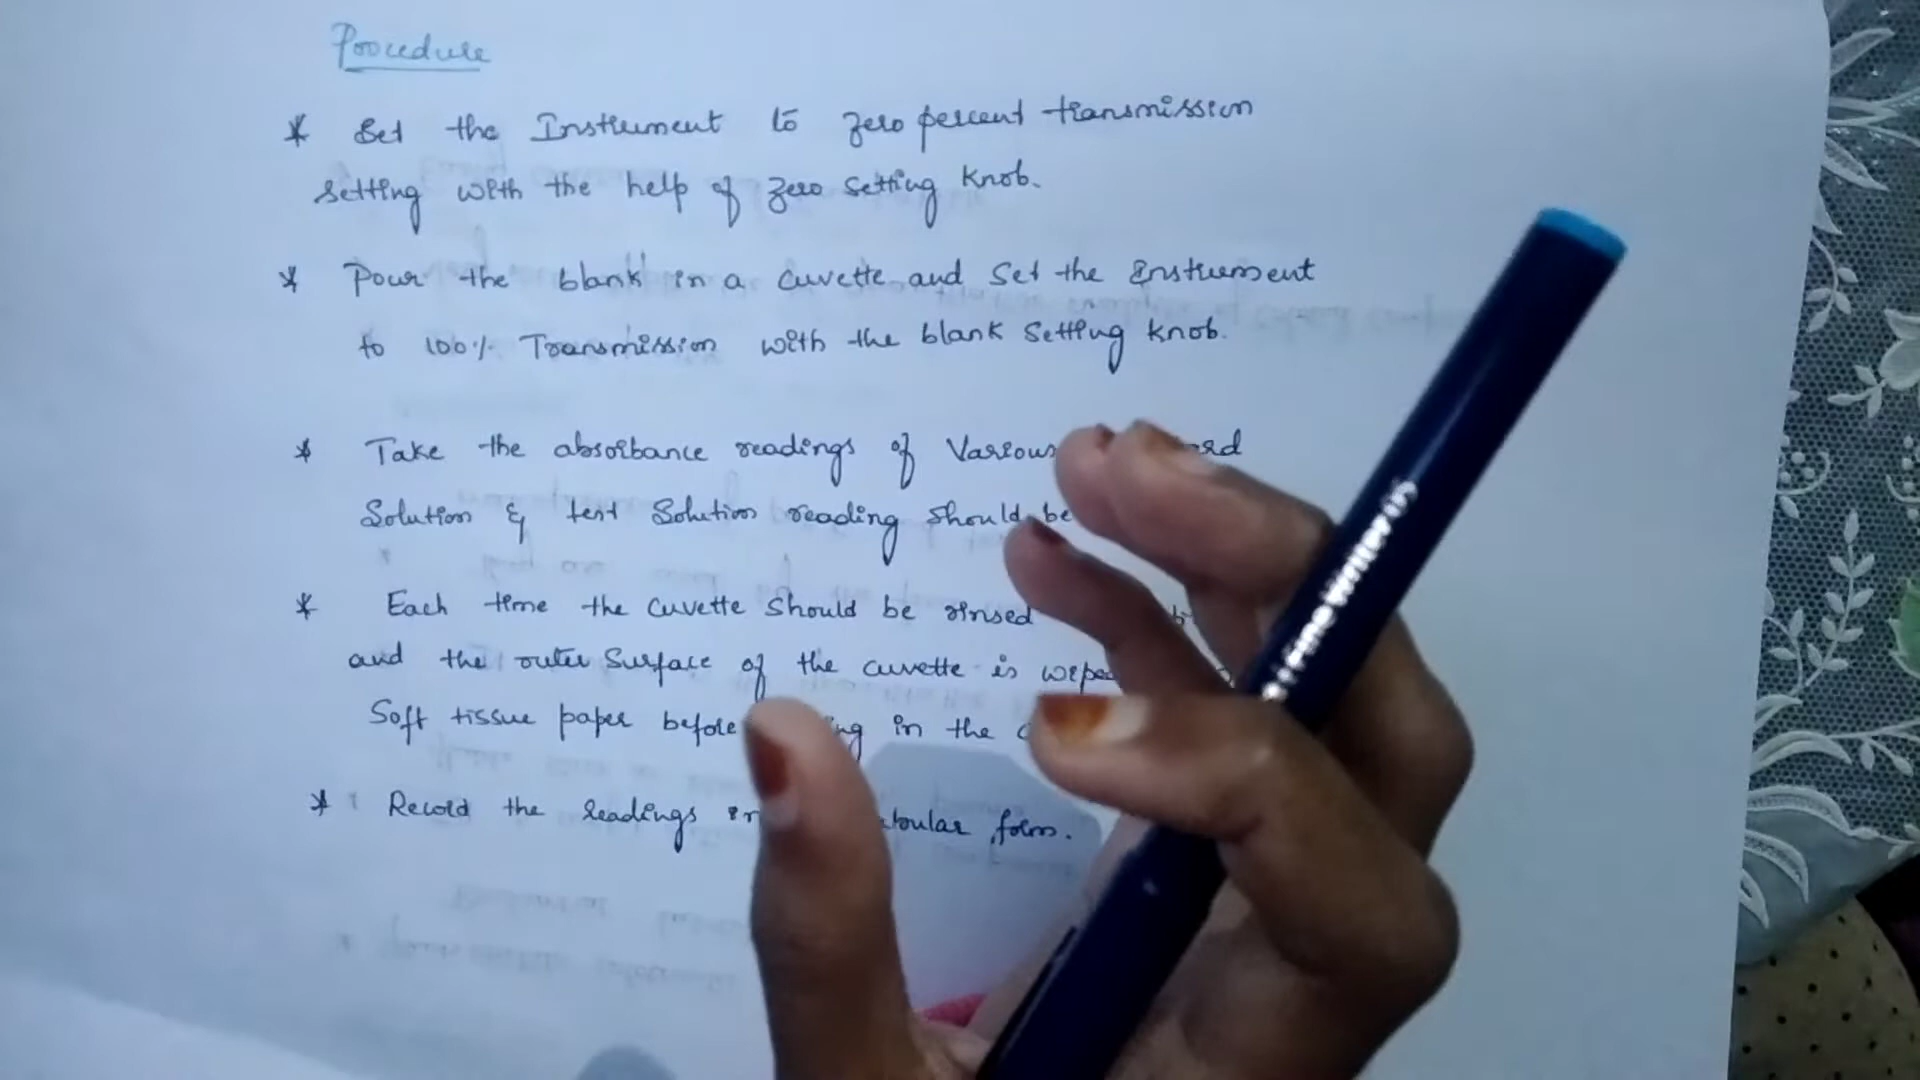 Procedure
* Set the Instrument to zero percent transmission
setting with the help of zero setting knob.
* Pour the blank in a cuvette and set the Instrument
to 100% Transmission with the blank setting knob.
* Take the absorbance readings of Various
Solution & test Solution reading should be
* Each time the cuvette should be rinsed
and the outer surface of the cuvette is
Soft tissue paper before in the
* Record the readings form.
Fine Writer